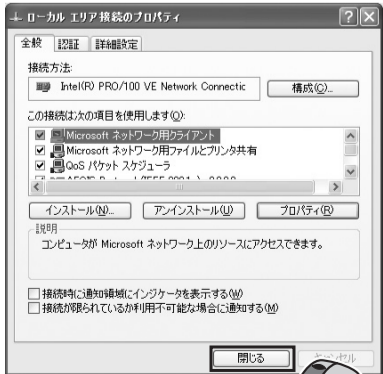 ローカル エリア接続のプロパティ
全般 認証 詳細設定
接続方法:
Intel(R) PRO/100 VE Network Connectic
構成(C)...
この接続は次の項目を使用します(O):
Microsoft ネットワーク用クライアント
Microsoft ネットワーク用ファイルとプリンタ共有
QoS パケット スケジューラ
インストール(N)... アンインストール(U) プロパティ(R)
説明
コンピュータが Microsoft ネットワーク上のリソースにアクセスできます。
接続時に通知領域にインジケータを表示する(W)
接続が限られているか利用不可能な場合に通知する(M)
閉じる